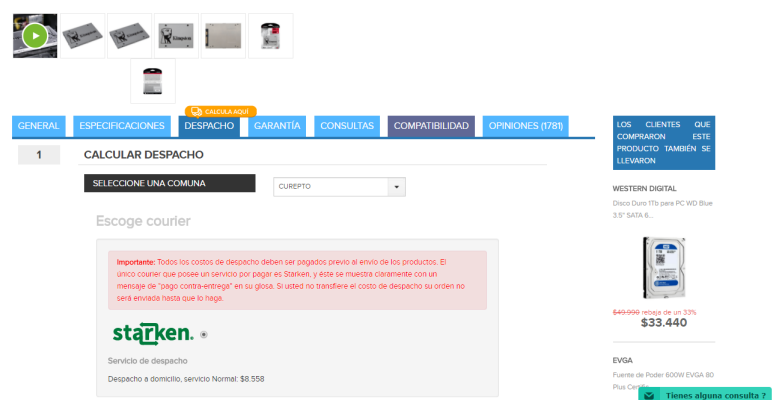 CALCULA AQUÍ
GENERAL ESPECIFICACIONES DESPACHO GARANTÍA CONSULTAS COMPATIBILIDAD OPINIONES (1781)
1 CALCULAR DESPACHO
SELECCIONE UNA COMUNA CUREPTO
Escoge courier
Importante: Todos los costos de despacho deben ser pagados previo al envio de los productos. El
único courier que posee un servicio por pagar es Starken, y éste se muestra claramente con un
mensaje de "pago contra-entrega" en su glosa. Si usted no transfiere el costo de despacho su orden no
será enviada hasta que lo haga.
starken.
Servicio de despacho
Despacho a domicilio, servicio Normal: $8.558
LOS CLIENTES QUE
COMPRARON ESTE
PRODUCTO TAMBIÉN SE
LLEVARON
WESTERN DIGITAL
Disco Duro 1Tb para PC WD Blue
3.5" SATA 6...
$49.990 rebaja de un 33%
$33.440
EVGA
Fuente de Poder 600W EVGA 80
Plus
Tienes alguna consulta ?